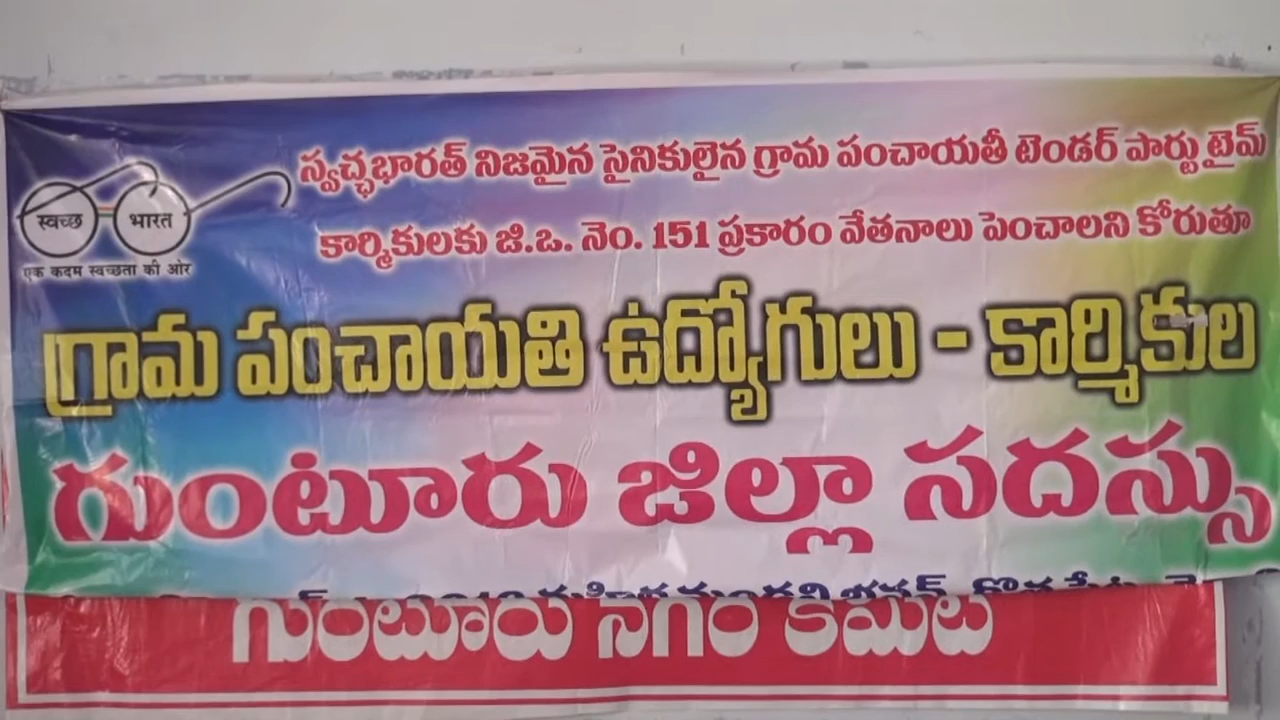 స్వచ్ఛభారత్ నిజమైన సైనికులైన గ్రామ పంచాయతీ టెండర్ పార్టు టైమ్
కార్మికులకు జి.ఒ. నెం. 151 ప్రకారం వేతనాలు పెంచాలని కోరుతూ
स्वच्छ भारत
एक कदम स्वच्छता की ओर
గ్రామ పంచాయతి ఉద్యోగులు - కార్మికుల
గుంటూరు జిల్లా సదస్సు
గుంటూరు నగర కమిటి